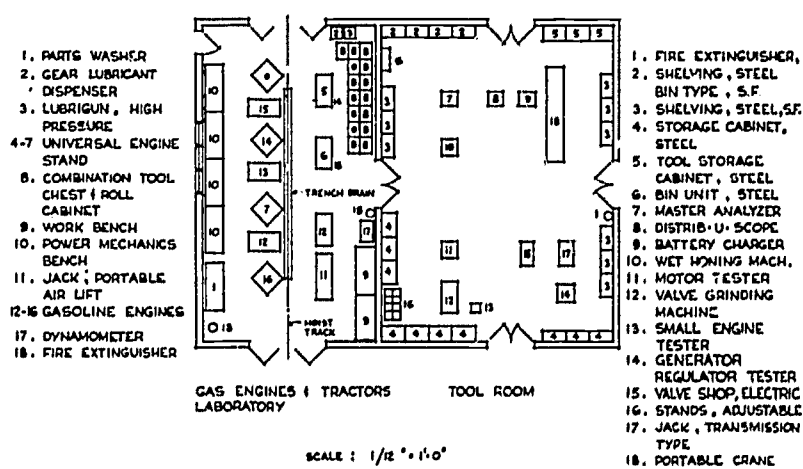 1. PARTS WASHER
2. GEAR LUBRICANT
DISPENSER
3. LUBRIGUN, HIGH
PRESSURE
4-7 UNIVERSAL ENGINE
STAND
8. COMBINATION TOOL
CHEST & ROLL
CABINET
9. WORK BENCH
10. POWER MECHANICS
BENCH
11. JACK; PORTABLE
AIR LIFT
12-16 GASOLINE ENGINES
17. DYNAMOMETER
18. FIRE EXTINGUISHER
TRENCH DRAIN
HOIST
TRACK
GAS ENGINES & TRACTORS
LABORATORY
TOOL ROOM
SCALE : 1/12 " = 1'-0"
1. FIRE EXTINGUISHER,
2. SHELVING, STEEL
BIN TYPE, S.F.
3. SHELVING, STEEL, S.F.
4. STORAGE CABINET,
STEEL
5. TOOL STORAGE
CABINET, STEEL
6. BIN UNIT, STEEL
7. MASTER ANALYZER
8. DISTRIB-U-SCOPE
9. BATTERY CHARGER
10. WET HONING MACH.
11. MOTOR TESTER
12. VALVE GRINDING
MACHINE
13. SMALL ENGINE
TESTER
14. GENERATOR
REGULATOR TESTER
15. VALVE SHOP, ELECTRIC
16. STANDS, ADJUSTABLE
17. JACK, TRANSMISSION
TYPE
18. PORTABLE CRANE